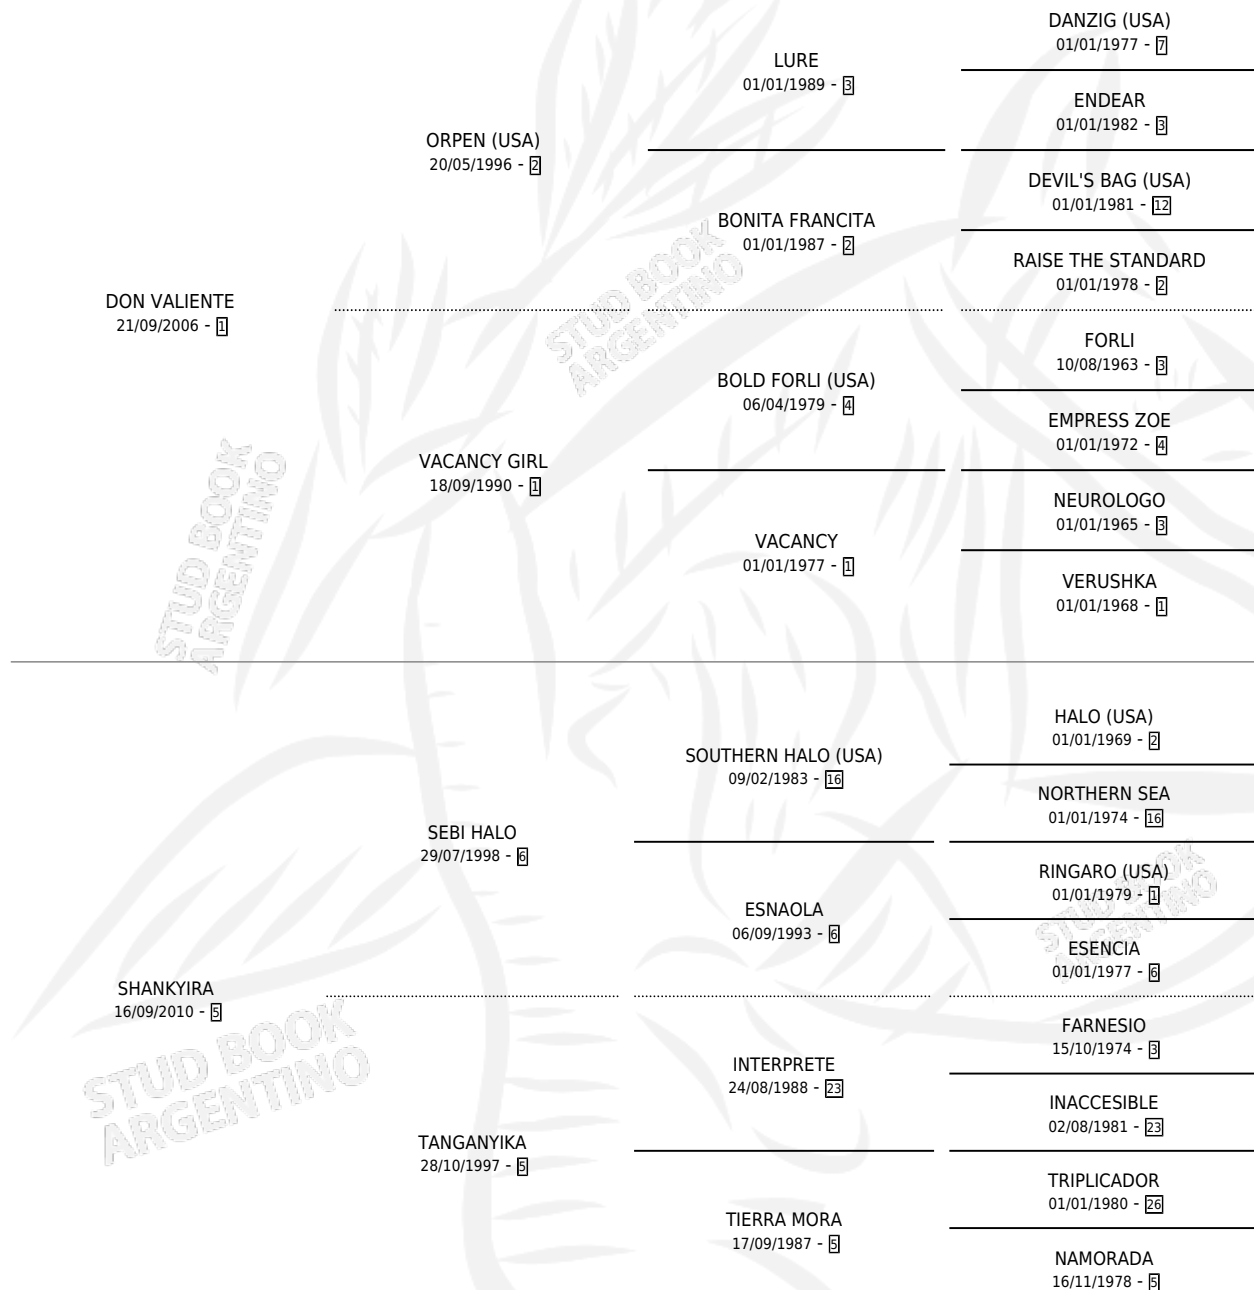 DANZIG (USA)
01/01/1977 - 7
LURE
01/01/1989 - 3
ENDEAR
01/01/1982 - 3
ORPEN (USA)
20/05/1996 - 2
DEVIL'S BAG (USA)
01/01/1981 - 12
BONITA FRANCITA
01/01/1987 - 2
RAISE THE STANDARD
01/01/1978 - 2
DON VALIENTE
21/09/2006 - 1
FORLI
10/08/1963 - 3
BOLD FORLI (USA)
06/04/1979 - 4
EMPRESS ZOE
01/01/1972 - 4
VACANCY GIRL
18/09/1990 - 1
NEUROLOGO
01/01/1965 - 3
VACANCY
01/01/1977 - 1
VERUSHKA
01/01/1968 - 1
HALO (USA)
01/01/1969 - 2
SOUTHERN HALO (USA)
09/02/1983 - 16
NORTHERN SEA
01/01/1974 - 16
SEBI HALO
29/07/1998 - 6
RINGARO (USA)
01/01/1979 - 1
ESNAOLA
06/09/1993 - 6
ESENCIA
01/01/1977 - 6
SHANKYIRA
16/09/2010 - 5
FARNESIO
15/10/1974 - 3
INTERPRETE
24/08/1988 - 23
INACCESIBLE
02/08/1981 - 23
TANGANYIKA
28/10/1997 - 5
TRIPLICADOR
01/01/1980 - 26
TIERRA MORA
17/09/1987 - 5
NAMORADA
16/11/1978 - 5
STUD BOOK
ARGENTINO
STUD BOOK
ARGENTINO
STUD BOOK
ARGENTINO
STUD BOOK
ARGENTINO